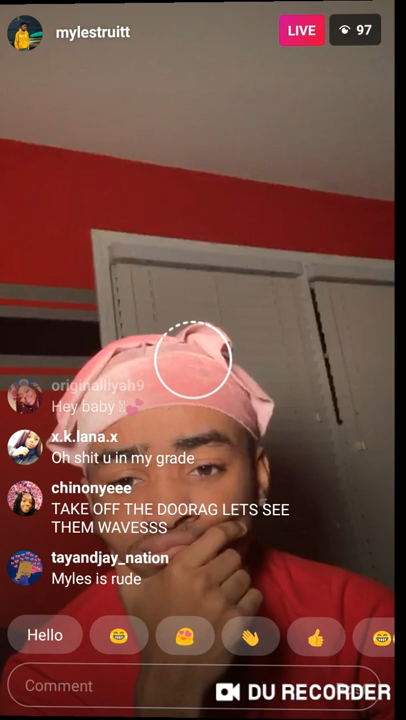 mylestruitt
LIVE
97
originalliyah9
Hey baby
x.k.lana.x
Oh shit u in my grade
chinonyeee
TAKE OFF THE DOORAG LETS SEE
THEM WAVESSS
tayandjay_nation
Myles is rude
Hello
Comment
DU RECORDER